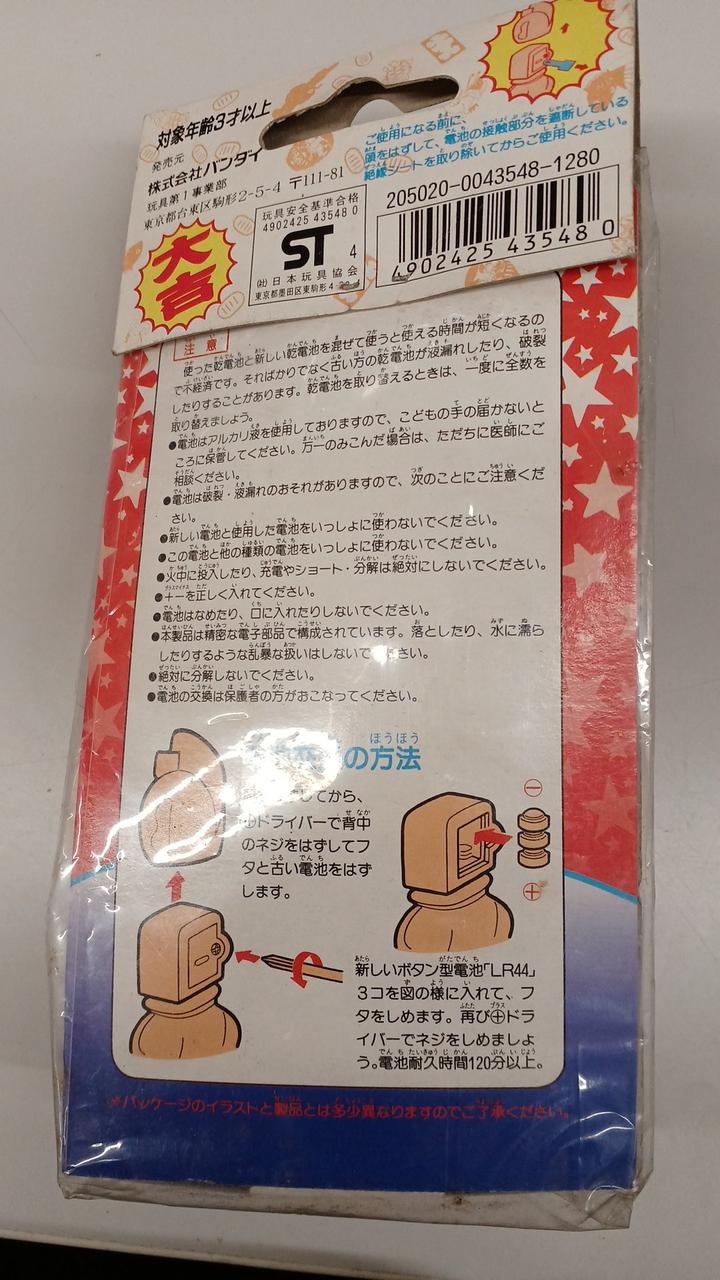 対象年齢3才以上
発売元
株式会社バンダイ
玩具第1事業部
東京都台東区駒形2-5-4 〒111-81
大吉
玩具安全基準合格
4902425 43548 0
ST 4
㈳日本玩具協会
東京都墨田区東駒形4
ご使用になる前に、
頭をはずして、電池の接触部分を遮断している
絶縁シートを取り除いてからご使用ください。
205020-0043548-1280
4902425 43548 0
注意
使った乾電池と新しい乾電池を混ぜて使うと使える時間が短くなるの
で不経済です。そればかりでなく古い方の乾電池が液漏れしたり、破裂
したりすることがあります。乾電池を取り替えるときは、一度に全数を
取り替えましょう。
●電池はアルカリ液を使用しておりますので、こどもの手の届かないと
ころに保管してください。万一のみこんだ場合は、ただちに医師にご
相談ください。
●電池は破裂・液漏れのおそれがありますので、次のことにご注意くだ
さい。
●新しい電池と使用した電池をいっしょに使わないでください。
●この電池と他の種類の電池をいっしょに使わないでください。
●火中に投入したり、充電やショート・分解は絶対にしないでください。
●+−を正しく入れてください。
●電池はなめたり、口に入れたりしないでください。
●本製品は精密な電子部品で構成されています。落としたり、水に濡ら
したりするような乱暴な扱いはしないでください。
●絶対に分解しないでください。
●電池の交換は保護者の方がおこなってください。
の方法
してから、
⊕ドライバーで背中
のネジをはずしてフ
タと古い電池をはず
します。
⊖
⊕
新しいボタン型電池「LR44」
3コを図の様に入れて、フ
タをしめます。再び⊕ドラ
イバーでネジをしめましょ
う。電池耐久時間120分以上。
※パッケージのイラストと製品とは多少異なりますのでご了承ください。